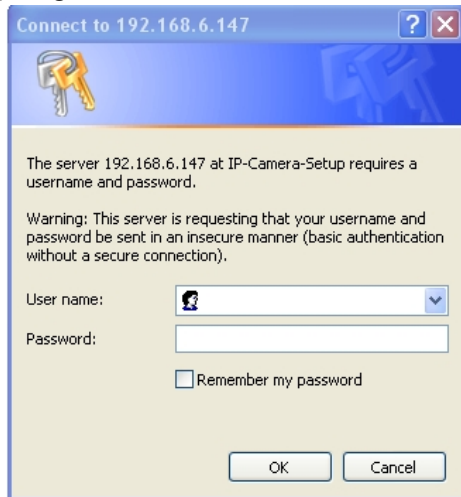 Connect to 192.168.6.147
The server 192.168.6.147 at IP-Camera-Setup requires a
username and password.
Warning: This server is requesting that your username and
password be sent in an insecure manner (basic authentication
without a secure connection).
User name:
Password:
Remember my password
OK Cancel